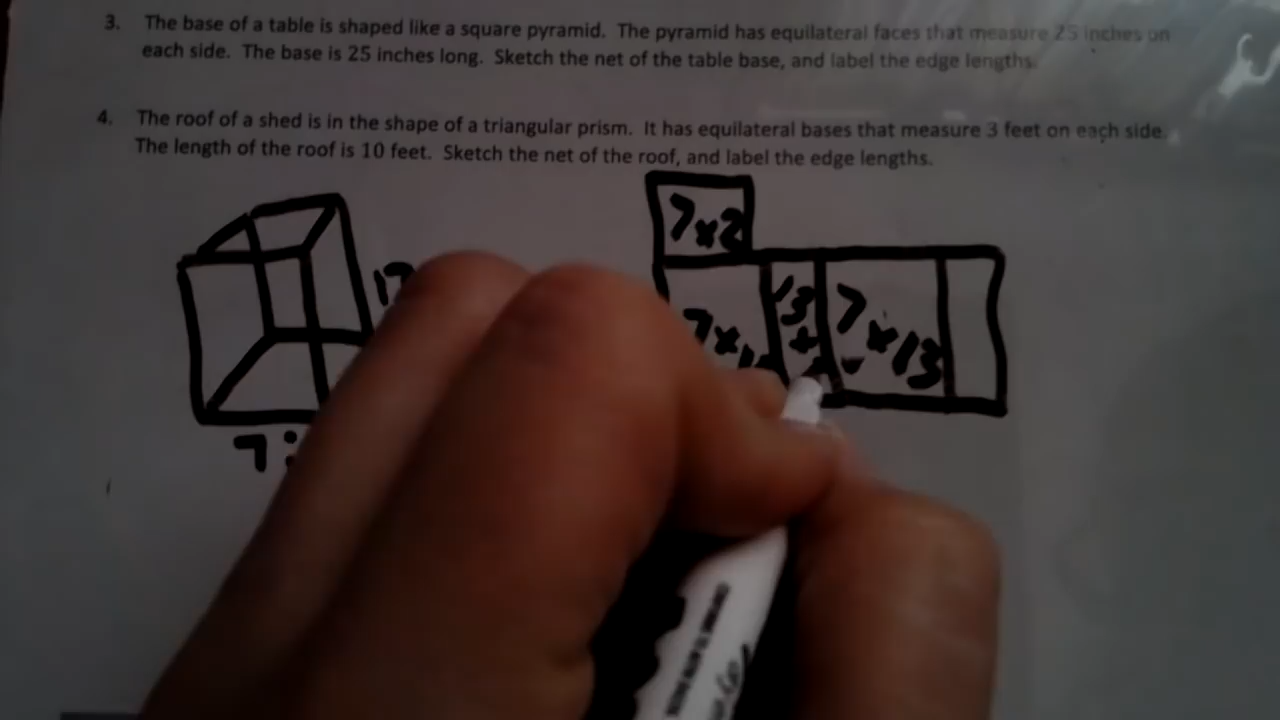 3. The base of a table is shaped like a square pyramid. The pyramid has equilateral faces that measure 25 inches on
each side. The base is 25 inches long. Sketch the net of the table base, and label the edge lengths.
4. The roof of a shed is in the shape of a triangular prism. It has equilateral bases that measure 3 feet on each side.
The length of the roof is 10 feet. Sketch the net of the roof, and label the edge lengths.
7x2
7x
13
x
7x13
7